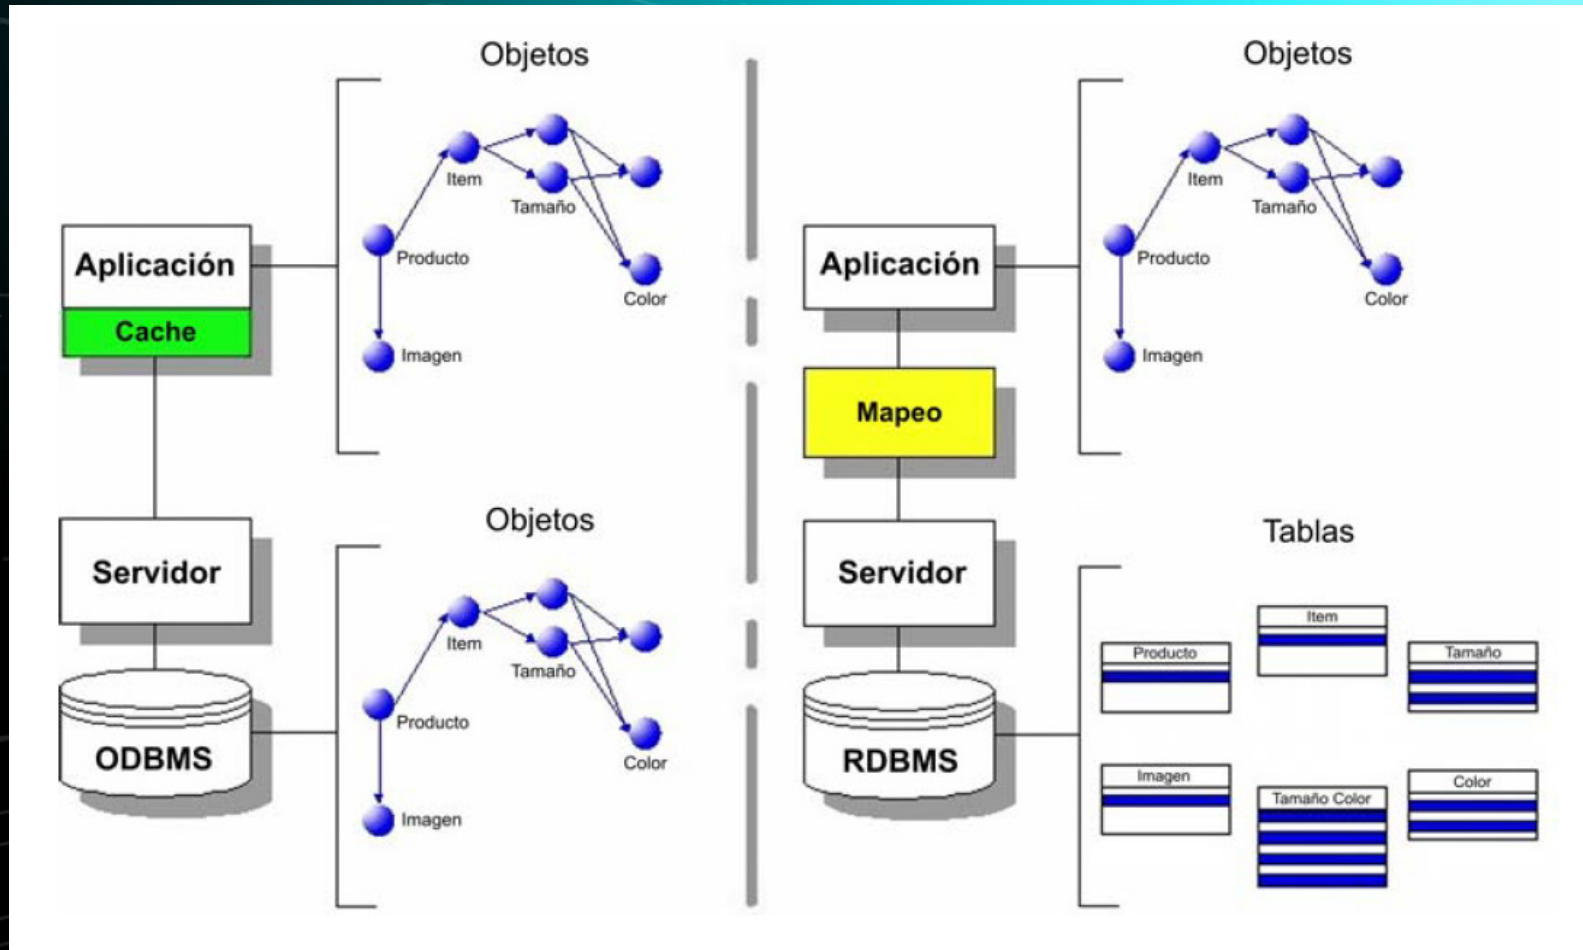 Objetos
Item
Tamaño
Producto
Color
Imagen
Aplicación
Cache
Servidor
ODBMS
Objetos
Item
Tamaño
Producto
Color
Imagen
Objetos
Item
Tamaño
Producto
Color
Imagen
Aplicación
Mapeo
Servidor
RDBMS
Tablas
Item
Producto
Tamaño
Imagen
Tamaño Color
Color